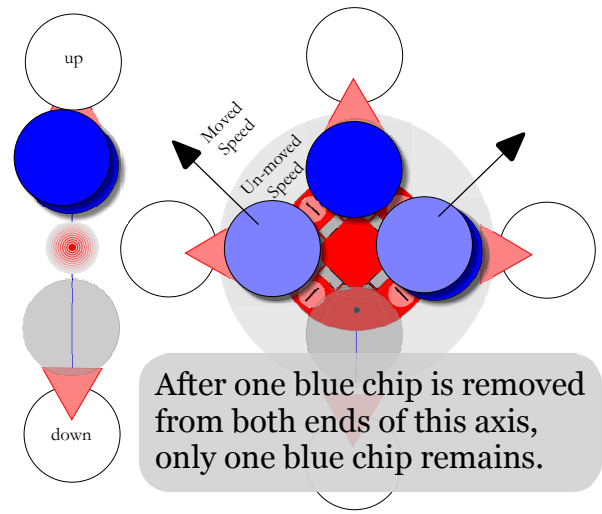 up
Moved
Speed
Un-moved
Speed
down
After one blue chip is removed
from both ends of this axis,
only one blue chip remains.